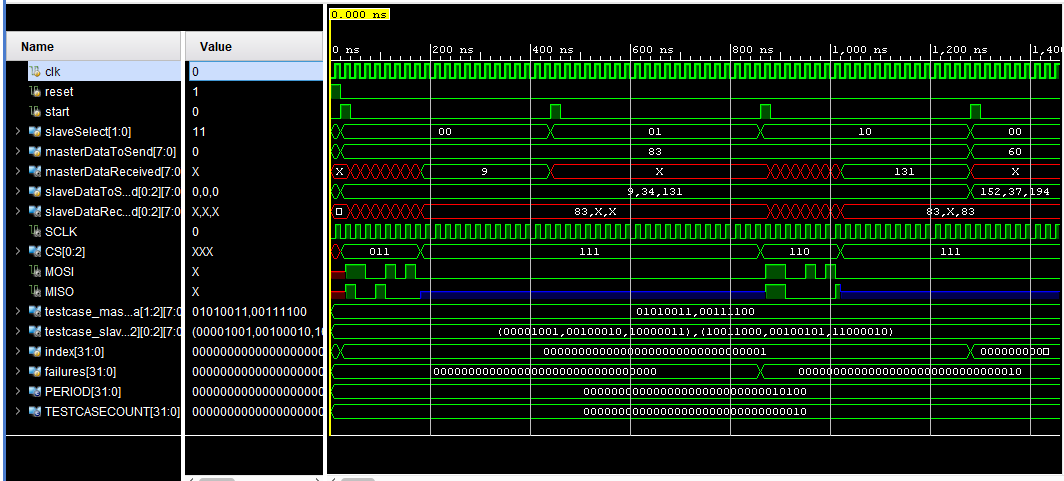 0.000 ns
Name Value
0 ns 200 ns 400 ns 600 ns 800 ns 1,000 ns 1,200 ns 1,400
clk 0
reset 1
start 0
slaveSelect[1:0] 11 00 01 10 00
masterDataToSend[7:0] 0 83 60
masterDataReceived[7:0 X X 9 X 131 X
slaveDataToS...d[0:2][7:0 0,0,0 9,34,131 152,37,194
slaveDataRec...d[0:2][7:0 X,X,X 83,X,X 83,X,83
SCLK 0
CS[0:2] XXX 011 111 110 111
MOSI X
MISO X
testcase_mas...a[1:2][7: 01010011,00111100 01010011,00111100
testcase_slav...2][0:2][7: (00001001,00100010,10 (00001001,00100010,10000011),(10011000,00100101,11000010)
index[31:0] 0000000000000000000 00000000000000000000000000000001 000000000
failures[31:0] 0000000000000000000 00000000000000000000000000000000 00000000000000000000000000000010
PERIOD[31:0] 0000000000000000000 00000000000000000000000000010100
TESTCASECOUNT[31:0] 0000000000000000000 00000000000000000000000000000010